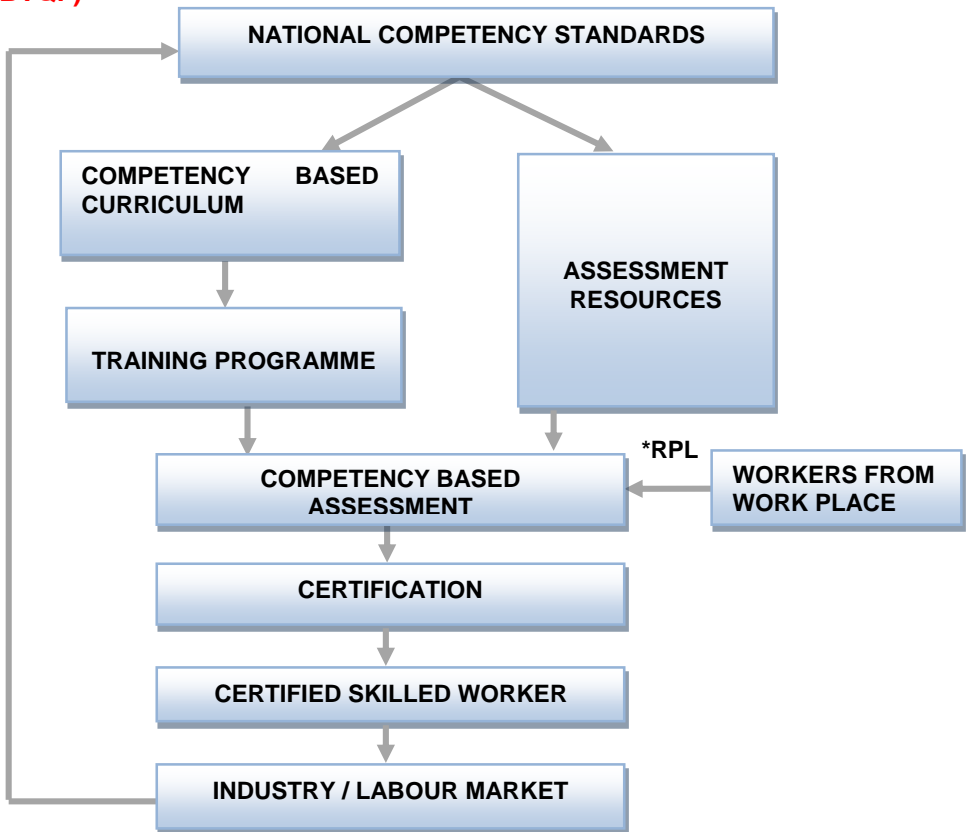 NATIONAL COMPETENCY STANDARDS
COMPETENCY BASED
CURRICULUM
ASSESSMENT
RESOURCES
TRAINING PROGRAMME
*RPL
COMPETENCY BASED
ASSESSMENT
WORKERS FROM
WORK PLACE
CERTIFICATION
CERTIFIED SKILLED WORKER
INDUSTRY / LABOUR MARKET